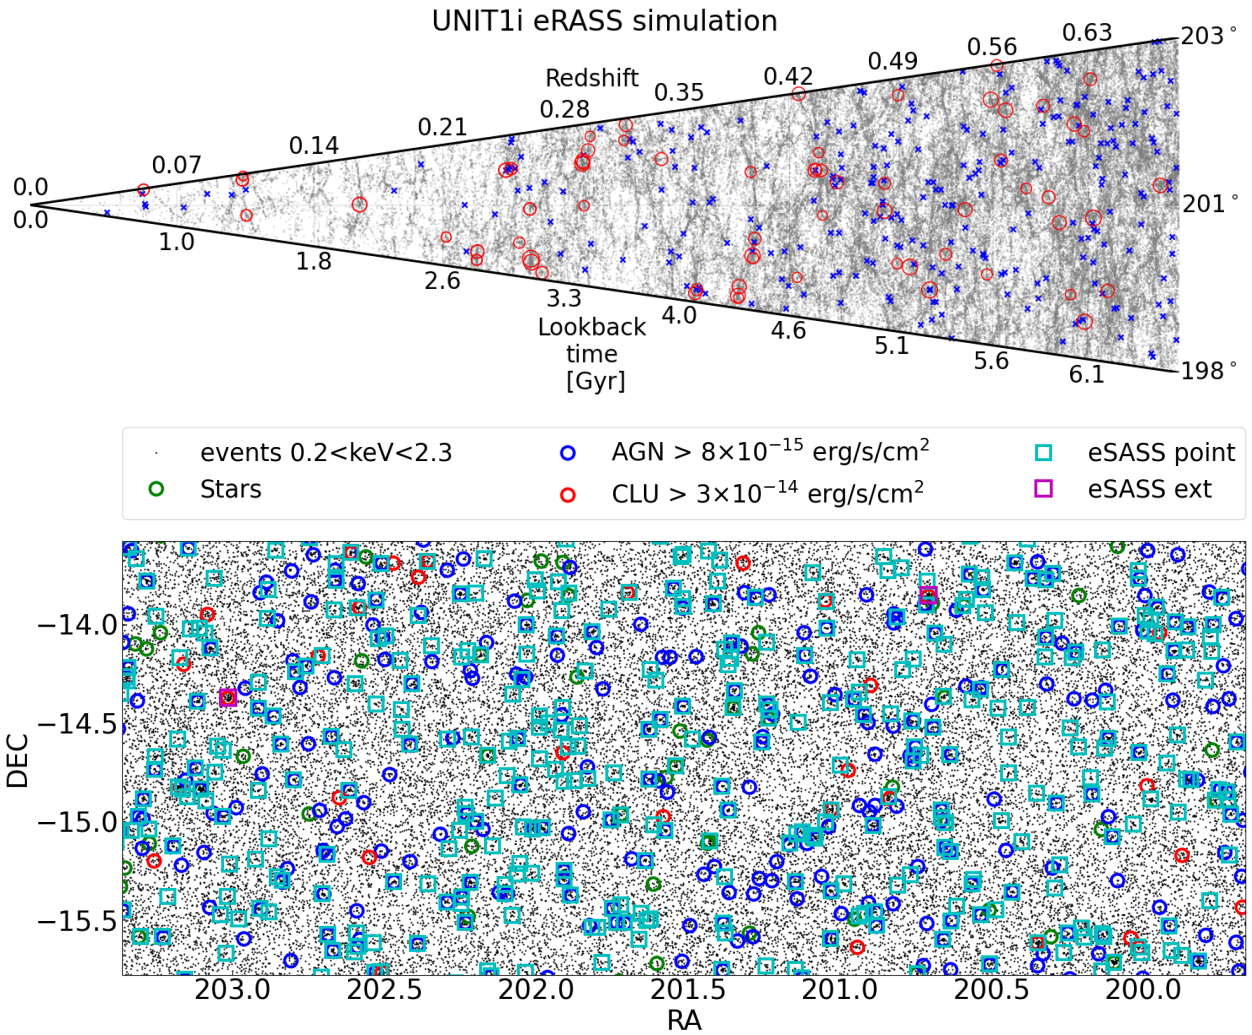 UNIT1i eRASS simulation
Redshift
0.0 0.07 0.14 0.21 0.28 0.35 0.42 0.49 0.56 0.63
203°
201°
198°
0.0 1.0 1.8 2.6 3.3 4.0 4.6 5.1 5.6 6.1
Lookback
time
[Gyr]
events 0.2<keV<2.3
AGN > 8×10⁻¹⁵ erg/s/cm²
eSASS point
Stars
CLU > 3×10⁻¹⁴ erg/s/cm²
eSASS ext
DEC
−14.0
−14.5
−15.0
−15.5
203.0 202.5 202.0 201.5 201.0 200.5 200.0
RA